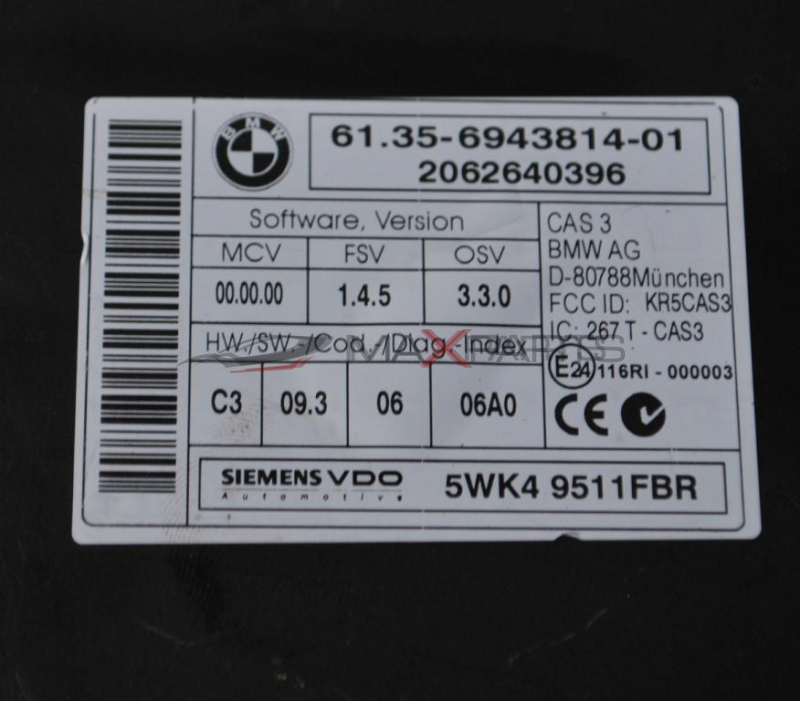 BMW
61.35-6943814-01
2062640396
Software, Version
MCV FSV OSV
00.00.00 1.4.5 3.3.0
HW./SW.-/Cod.-/Diag.-Index
C3 09.3 06 06A0
CAS 3
BMW AG
D-80788München
FCC ID: KR5CAS3
IC: 267 T - CAS3
E24 116RI - 000003
CE
SIEMENS VDO
Automotive
5WK4 9511FBR
MAXPARTS